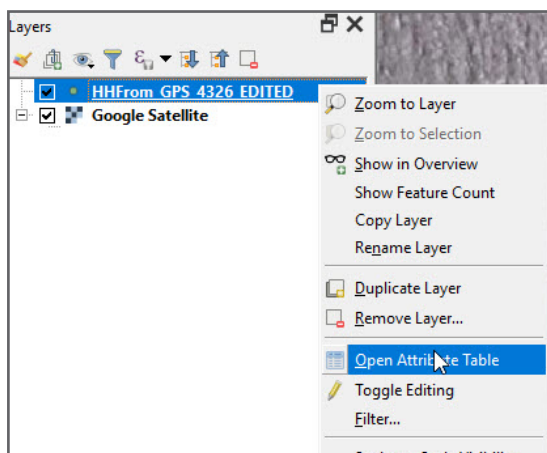 Layers
HHFrom_GPS_4326_EDITED
Google Satellite
Zoom to Layer
Zoom to Selection
Show in Overview
Show Feature Count
Copy Layer
Rename Layer
Duplicate Layer
Remove Layer...
Open Attribute Table
Toggle Editing
Filter...